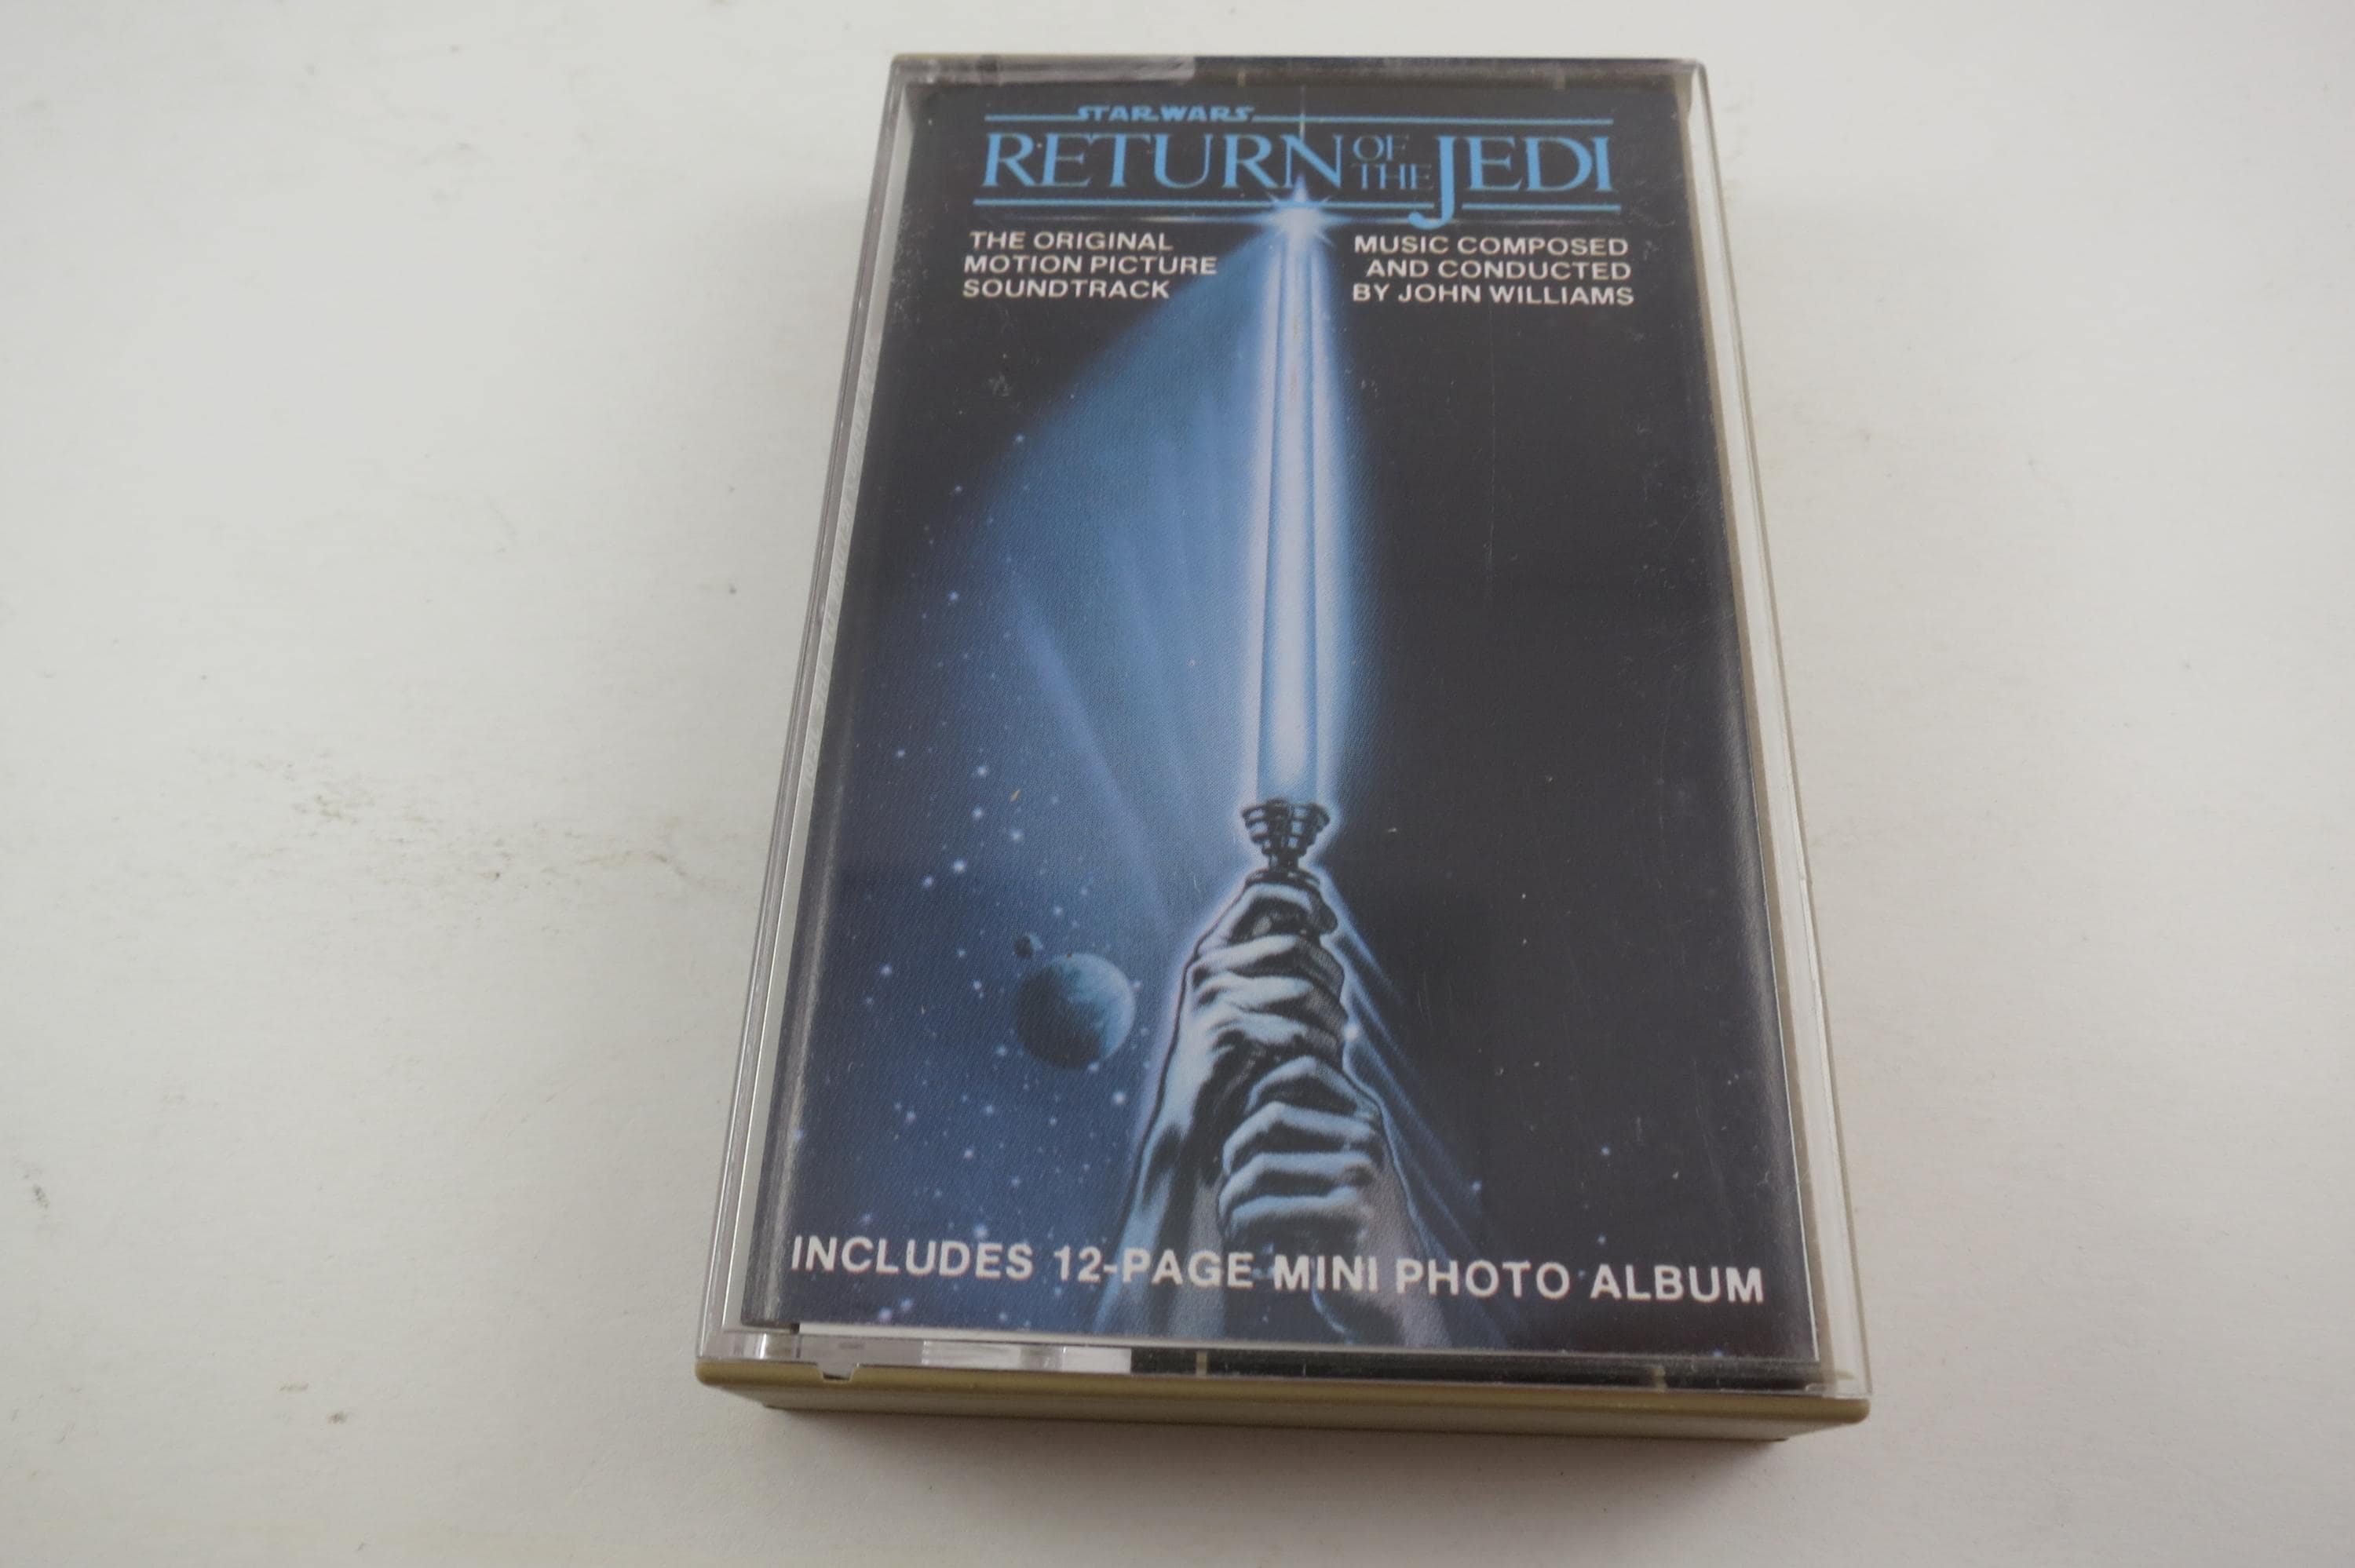 STAR WARS
RETURN OF THE JEDI
THE ORIGINAL
MOTION PICTURE
SOUNDTRACK
MUSIC COMPOSED
AND CONDUCTED
BY JOHN WILLIAMS
INCLUDES 12-PAGE MINI PHOTO ALBUM